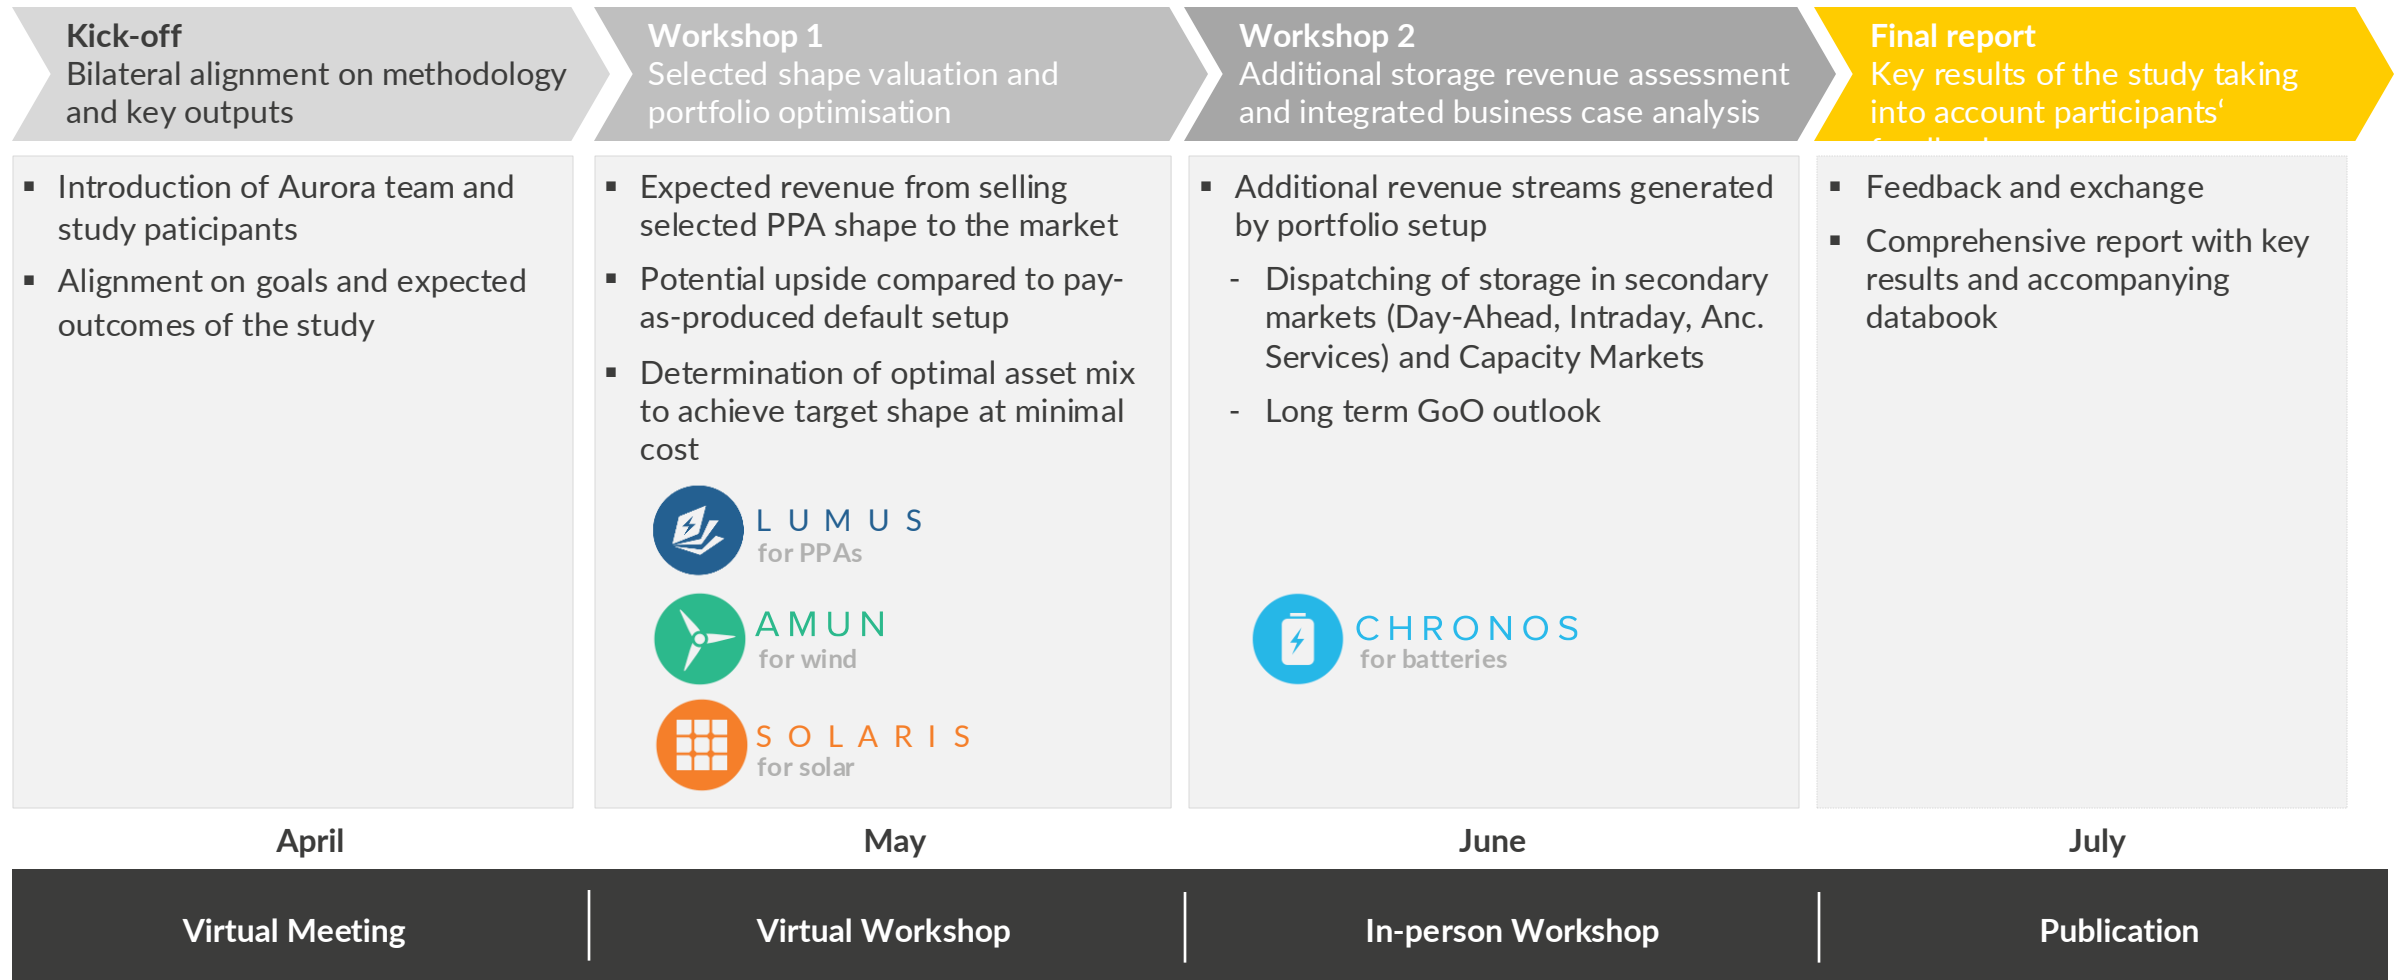 Kick-off
Bilateral alignment on methodology
and key outputs
Workshop 1
Selected shape valuation and
portfolio optimisation
Workshop 2
Additional storage revenue assessment
and integrated business case analysis
Final report
Key results of the study taking
into account participants‘
▪ Introduction of Aurora team and
study paticipants
▪ Alignment on goals and expected
outcomes of the study
▪ Expected revenue from selling
selected PPA shape to the market
▪ Potential upside compared to pay-
as-produced default setup
▪ Determination of optimal asset mix
to achieve target shape at minimal
cost
LUMUS
for PPAs
AMUN
for wind
SOLARIS
for solar
▪ Additional revenue streams generated
by portfolio setup
- Dispatching of storage in secondary
markets (Day-Ahead, Intraday, Anc.
Services) and Capacity Markets
- Long term GoO outlook
CHRONOS
for batteries
▪ Feedback and exchange
▪ Comprehensive report with key
results and accompanying
databook
April
May
June
July
Virtual Meeting
Virtual Workshop
In-person Workshop
Publication